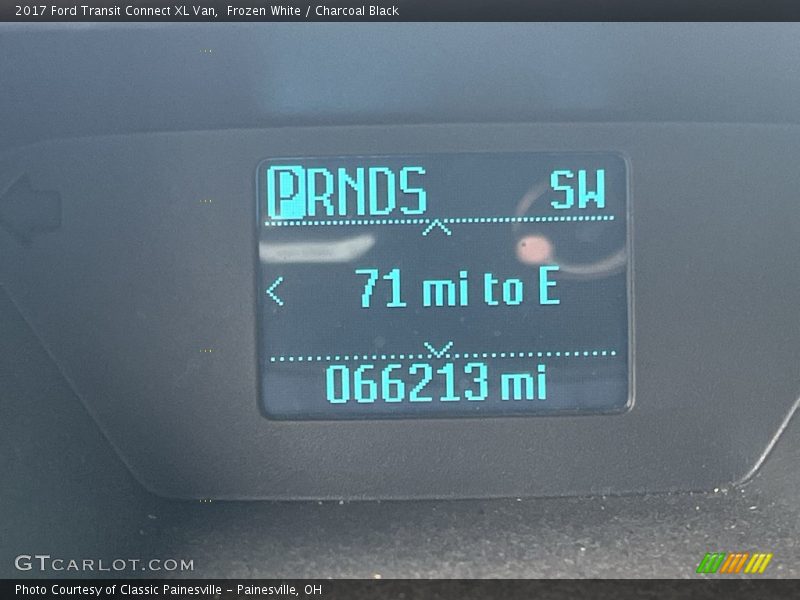 2017 Ford Transit Connect XL Van,  Frozen White / Charcoal Black
PRNDS SW
71 mi to E
066213 mi
GTCARLOT.COM
Photo Courtesy of Classic Painesville - Painesville, OH